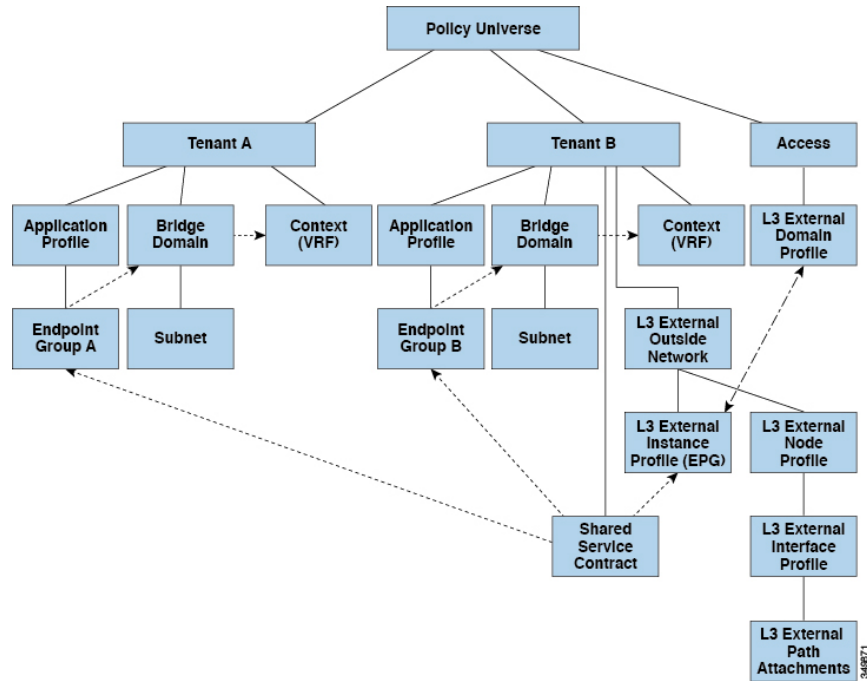 Policy Universe
Tenant A
Tenant B
Access
Application
Profile
Bridge
Domain
Context
(VRF)
Application
Profile
Bridge
Domain
Context
(VRF)
L3 External
Domain
Profile
Endpoint
Group A
Subnet
Endpoint
Group B
Subnet
L3 External
Outside
Network
L3 External
Instance
Profile (EPG)
L3 External
Node
Profile
Shared
Service
Contract
L3 External
Interface
Profile
L3 External
Path
Attachments
349871